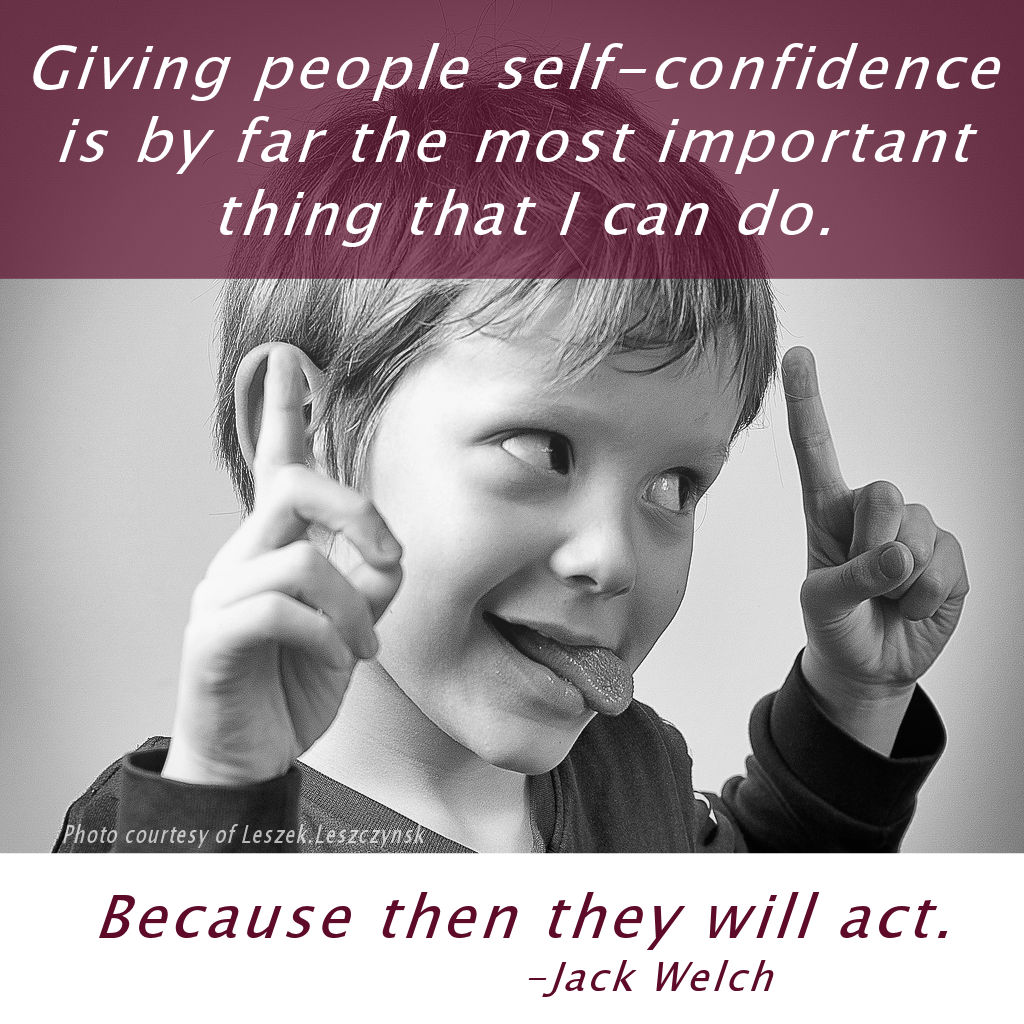 Giving people self-confidence
is by far the most important
thing that I can do.
Photo courtesy of Leszek.Leszczynsk
Because then they will act.
-Jack Welch